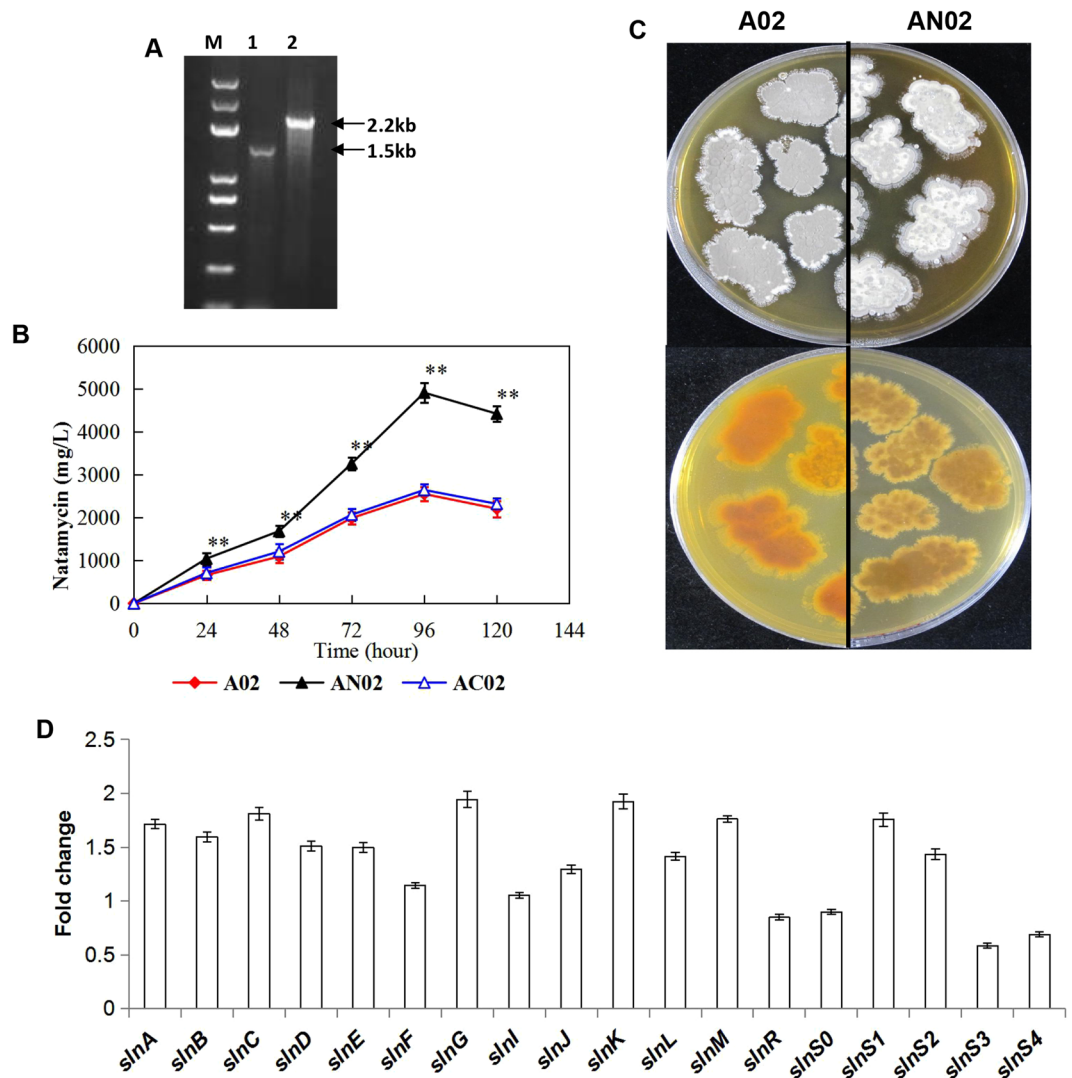 A
M 1 2
2.2kb
1.5kb
B
6000
5000
4000
3000
2000
1000
0
Natamycin (mg/L)
**
**
**
**
**
0 24 48 72 96 120 144
Time (hour)
A02 AN02 AC02
C
A02 AN02
D
2.5
2
1.5
1
0.5
0
Fold change
slnA slnB slnC slnD slnE slnF slnG slnI slnJ slnK slnL slnM slnR slnS0 slnS1 slnS2 slnS3 slnS4